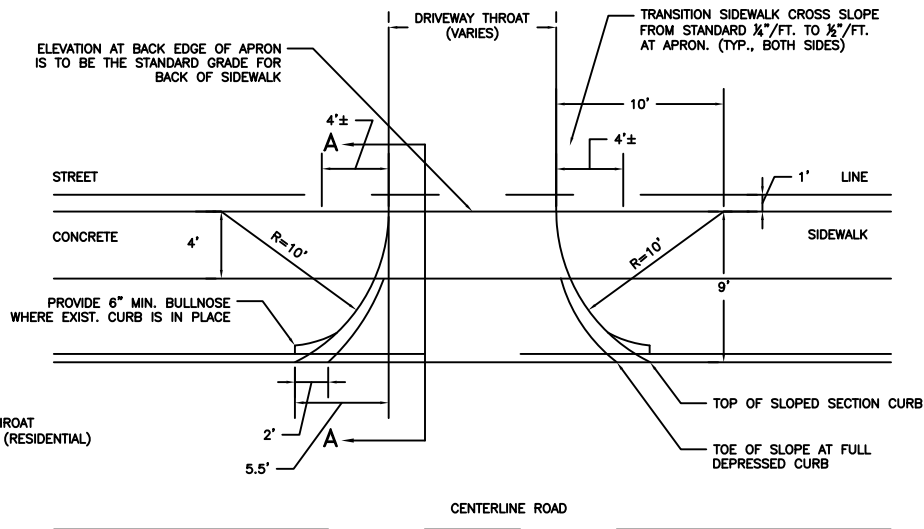 DRIVEWAY THROAT
(VARIES)
TRANSITION SIDEWALK CROSS SLOPE
FROM STANDARD ¼"/FT. TO ½"/FT.
AT APRON. (TYP., BOTH SIDES)
ELEVATION AT BACK EDGE OF APRON
IS TO BE THE STANDARD GRADE FOR
BACK OF SIDEWALK
10'
4'±
A
4'±
STREET
1'
LINE
CONCRETE
4'
R=10'
R=10'
SIDEWALK
9'
PROVIDE 6" MIN. BULLNOSE
WHERE EXIST. CURB IS IN PLACE
TOP OF SLOPED SECTION CURB
(RESIDENTIAL)
2'
A
5.5'
TOE OF SLOPE AT FULL
DEPRESSED CURB
CENTERLINE ROAD